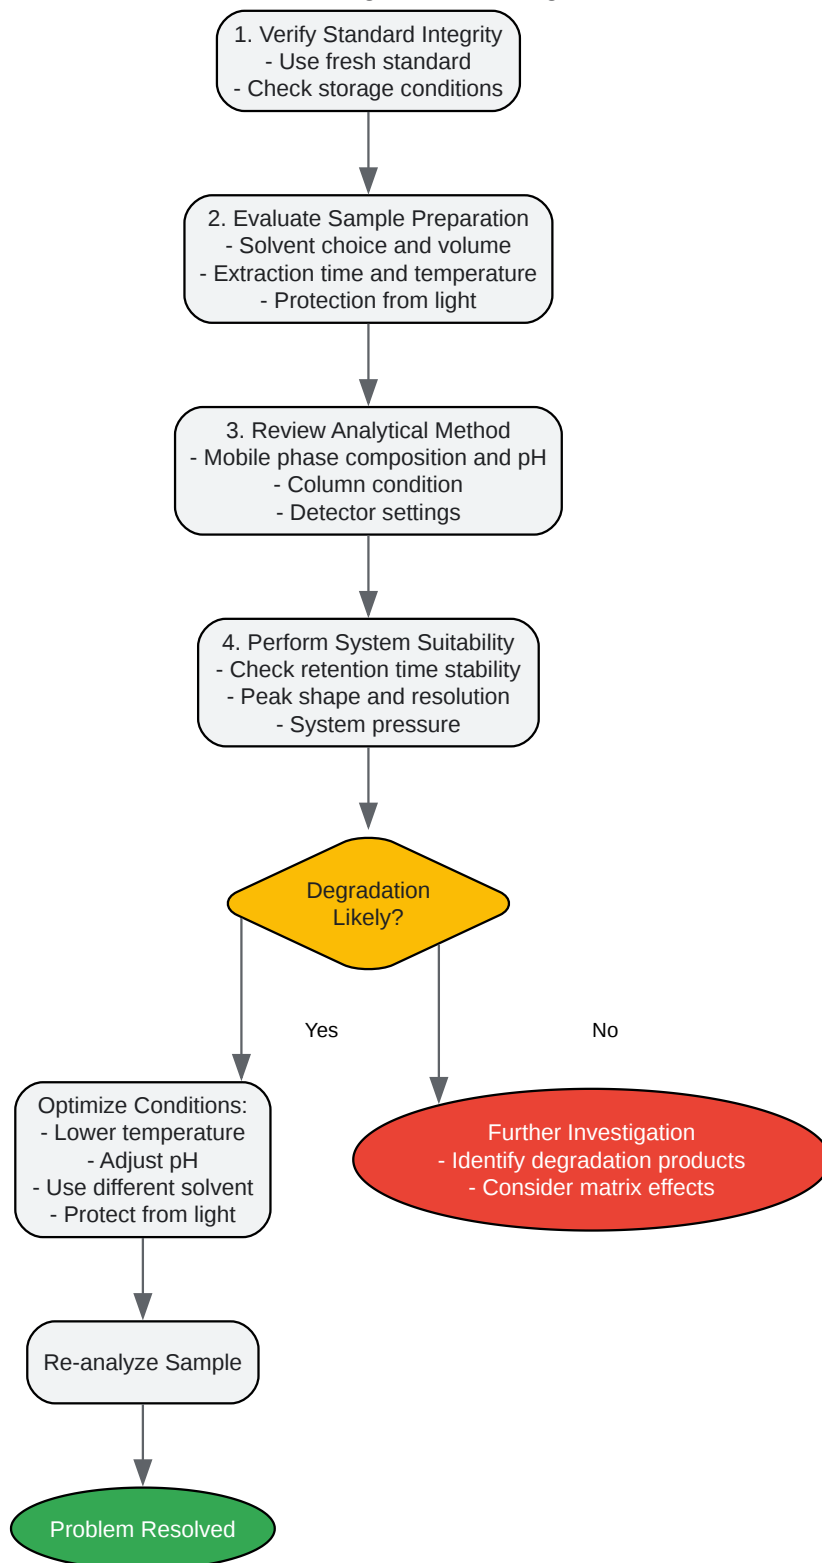 1. Verify Standard Integrity
- Use fresh standard
- Check storage conditions
2. Evaluate Sample Preparation
- Solvent choice and volume
- Extraction time and temperature
- Protection from light
3. Review Analytical Method
- Mobile phase composition and pH
- Column condition
- Detector settings
4. Perform System Suitability
- Check retention time stability
- Peak shape and resolution
- System pressure
Degradation
Likely?
Yes
No
Optimize Conditions:
- Lower temperature
- Adjust pH
- Use different solvent
- Protect from light
Further Investigation
- Identify degradation products
- Consider matrix effects
Re-analyze Sample
Problem Resolved